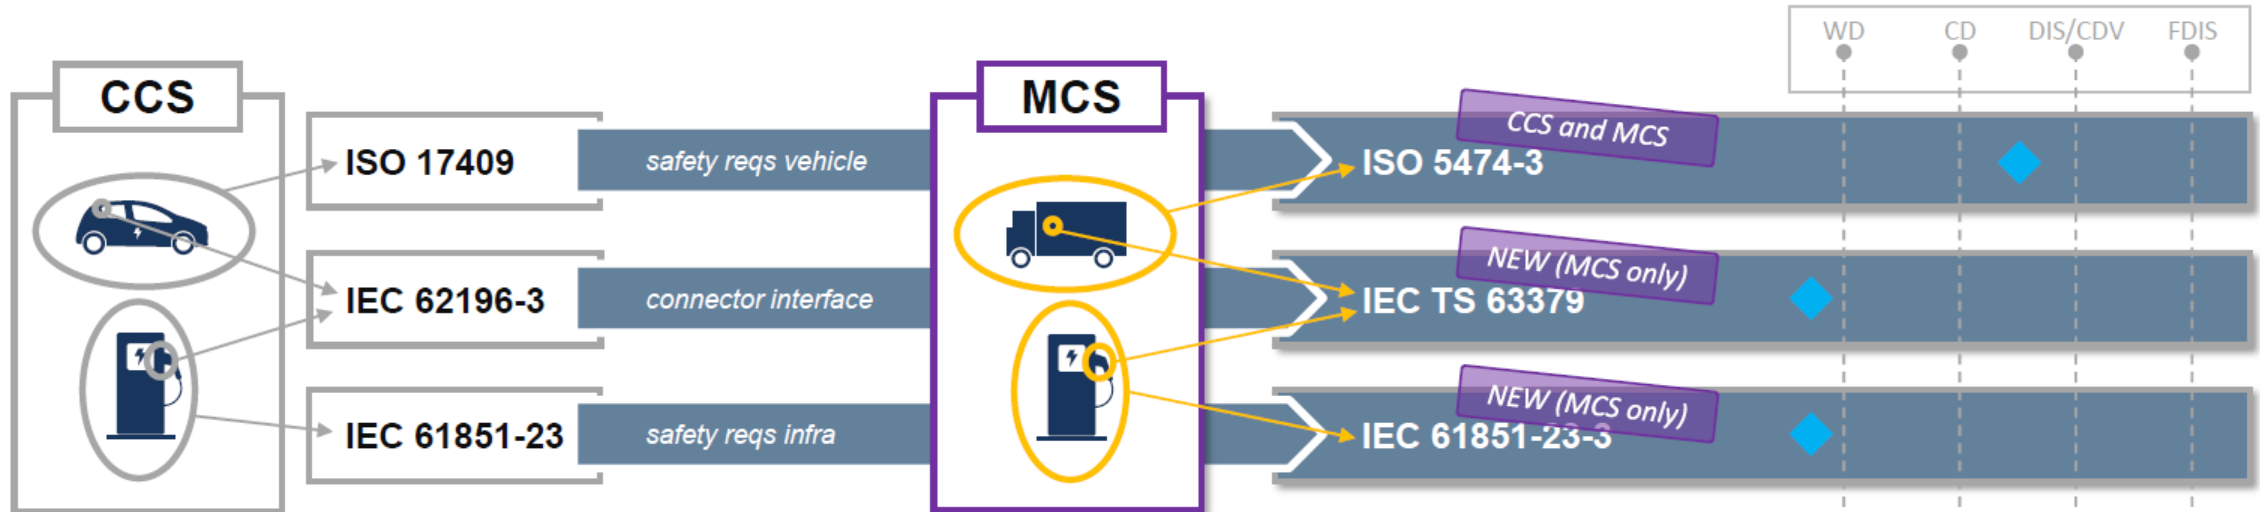 WD CD DIS/CDV FDIS
CCS
MCS
CCS and MCS
ISO 17409
safety reqs vehicle
ISO 5474-3
NEW (MCS only)
IEC 62196-3
connector interface
IEC TS 63379
NEW (MCS only)
IEC 61851-23
safety reqs infra
IEC 61851-23-3